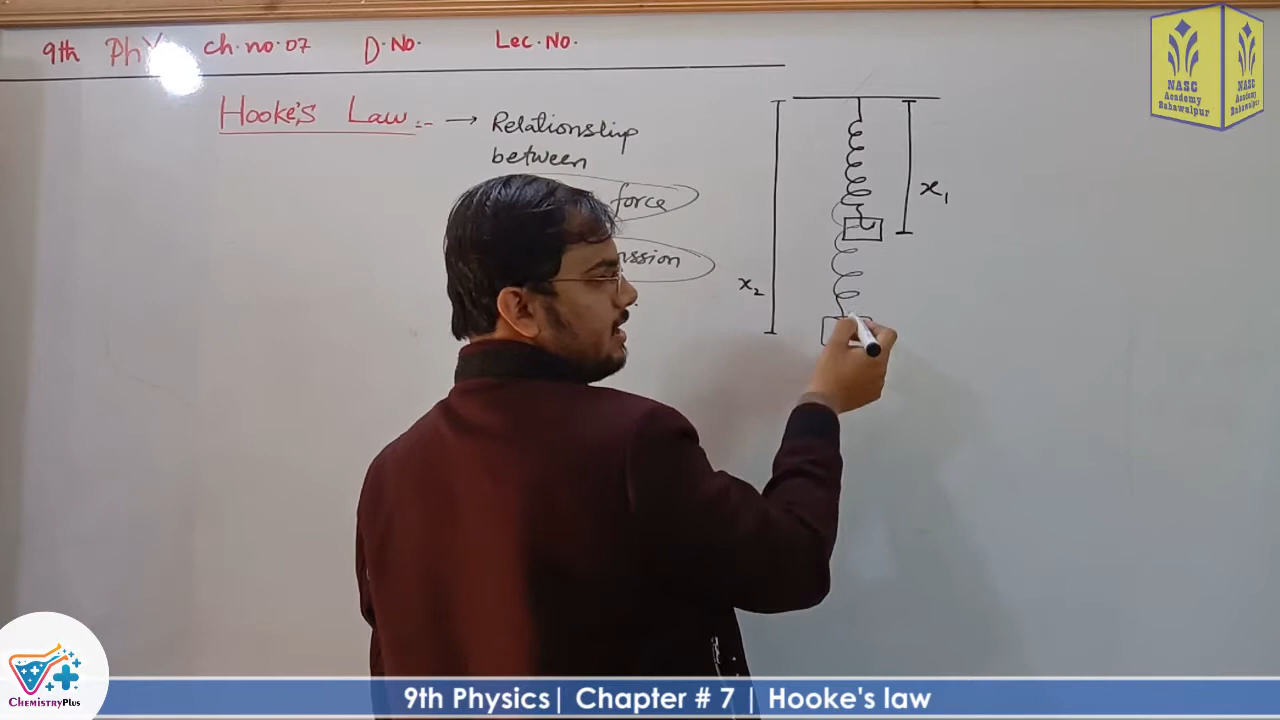 9th Phy ch.no.07 D.No. Lec.No.
Hooke's Law :- → Relationship
between
force
x₁
x₂
NASC
Academy
Bahawalpur
NASC
Academy
Bahawalpur
ChemistryPlus
9th Physics| Chapter # 7 | Hooke's law